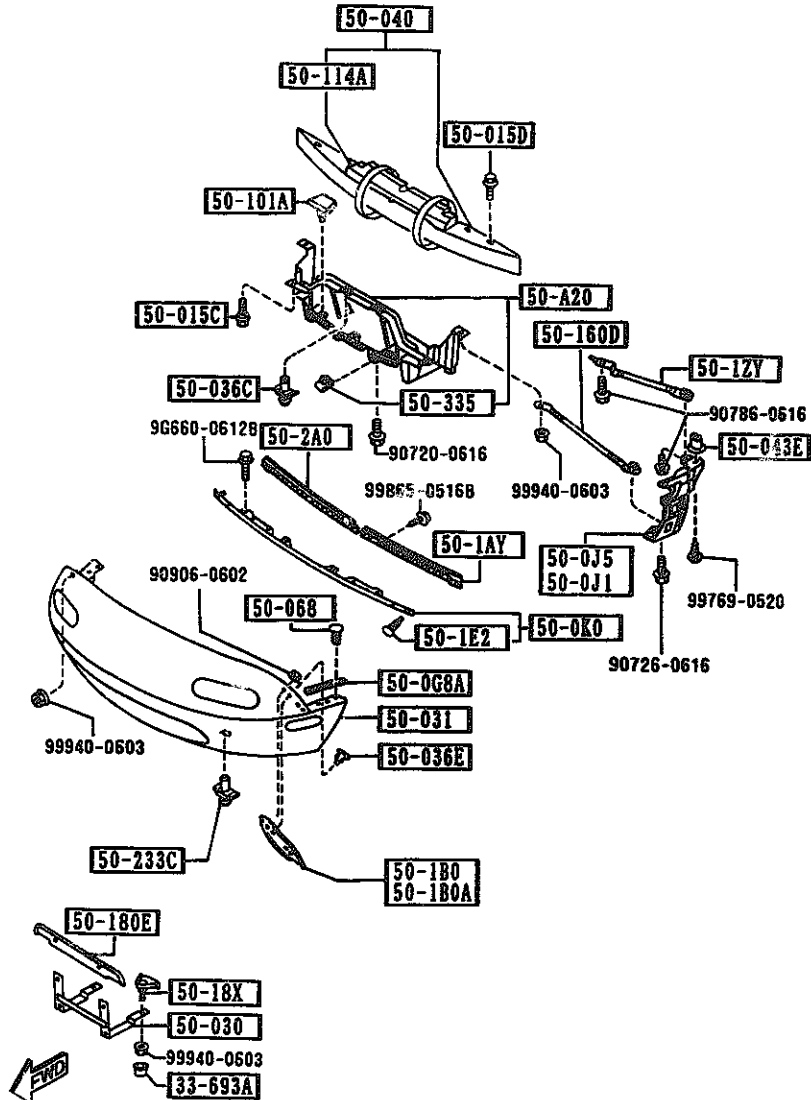 50-040
50-114A
50-015D
50-101A
50-A20
50-015C
50-160D
50-1ZY
50-036C
50-335
90786-0616
9G660-0612B
50-2A0
50-043E
90720-0616
99940-0603
99865-0516B
50-1AY
50-0J5
50-0J1
99769-0520
90906-0602
50-068
50-1E2
50-0K0
90726-0616
50-0G8A
50-031
99940-0603
50-036E
50-233C
50-1B0
50-1B0A
50-180E
50-18X
50-030
99940-0603
33-693A
FWD